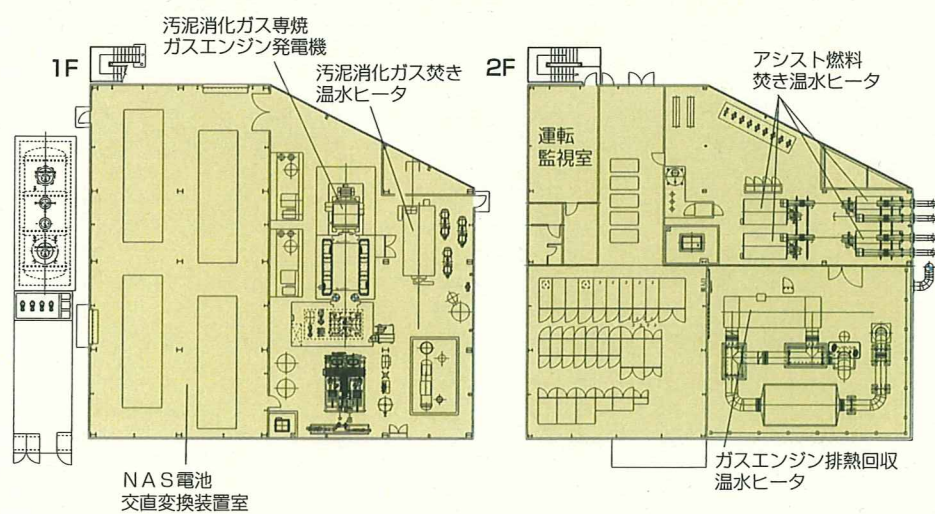 1F
汚泥消化ガス専焼
ガスエンジン発電機
汚泥消化ガス焚き
温水ヒータ
NAS電池
交直変換装置室
2F
アシスト燃料
焚き温水ヒータ
運転
監視室
ガスエンジン排熱回収
温水ヒータ